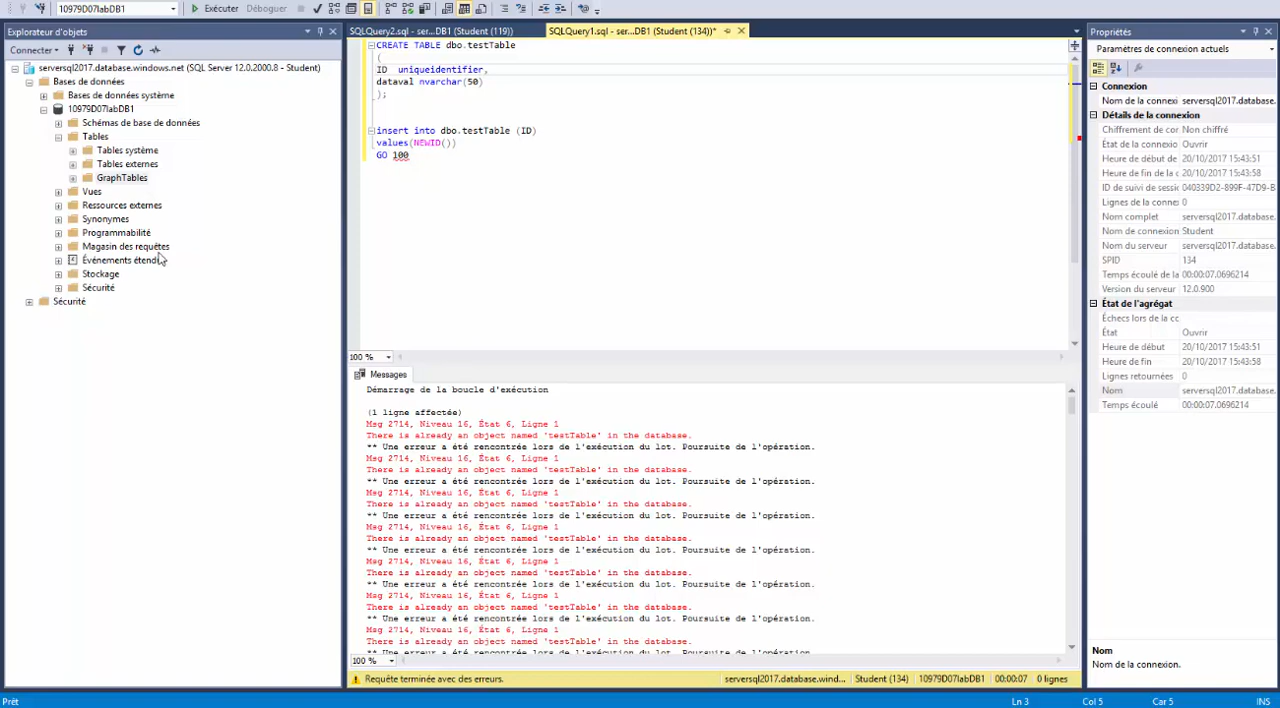 10979D07labDB1
Exécuter
Déboguer
Explorateur d'objets
Connecter
serversql2017.database.windows.net (SQL Server 12.0.2000.8 - Student)
Bases de données
Bases de données système
10979D07labDB1
Schémas de base de données
Tables
Tables système
Tables externes
GraphTables
Vues
Ressources externes
Synonymes
Programmabilité
Magasin des requêtes
Événements étend
Stockage
Sécurité
Sécurité
SQLQuery2.sql - ser...DB1 (Student (119))
SQLQuery1.sql - ser...DB1 (Student (134))*
CREATE TABLE dbo.testTable
(
ID uniqueidentifier,
dataval nvarchar(50)
);
insert into dbo.testTable (ID)
values(NEWID())
GO 100
100 %
Messages
Démarrage de la boucle d'exécution
(1 ligne affectée)
Msg 2714, Niveau 16, État 6, Ligne 1
There is already an object named 'testTable' in the database.
** Une erreur a été rencontrée lors de l'exécution du lot. Poursuite de l'opération.
Msg 2714, Niveau 16, État 6, Ligne 1
There is already an object named 'testTable' in the database.
** Une erreur a été rencontrée lors de l'exécution du lot. Poursuite de l'opération.
Msg 2714, Niveau 16, État 6, Ligne 1
There is already an object named 'testTable' in the database.
** Une erreur a été rencontrée lors de l'exécution du lot. Poursuite de l'opération.
Msg 2714, Niveau 16, État 6, Ligne 1
There is already an object named 'testTable' in the database.
** Une erreur a été rencontrée lors de l'exécution du lot. Poursuite de l'opération.
Msg 2714, Niveau 16, État 6, Ligne 1
There is already an object named 'testTable' in the database.
** Une erreur a été rencontrée lors de l'exécution du lot. Poursuite de l'opération.
Msg 2714, Niveau 16, État 6, Ligne 1
There is already an object named 'testTable' in the database.
** Une erreur a été rencontrée lors de l'exécution du lot. Poursuite de l'opération.
Msg 2714, Niveau 16, État 6, Ligne 1
There is already an object named 'testTable' in the database.
** Une erreur a été rencontrée lors de l'exécution du lot. Poursuite de l'opération.
100 %
Requête terminée avec des erreurs.
serversql2017.database.wind... Student (134) 10979D07labDB1 00:00:07 0 lignes
Propriétés
Paramètres de connexion actuels
Connexion
Nom de la connexi serversql2017.database.
Détails de la connexion
Chiffrement de cor Non chiffré
État de la connexio Ouvrir
Heure de début de 20/10/2017 15:43:51
Heure de fin de la c 20/10/2017 15:43:58
ID de suivi de sessi 040339D2-899F-47D9-B
Lignes de la connex 0
Nom complet serversql2017.database.
Nom de connexion Student
Nom du serveur serversql2017.database.
SPID 134
Temps écoulé de la 00:00:07.0696214
Version du serveur 12.0.900
État de l'agrégat
Échecs lors de la cc
État Ouvrir
Heure de début 20/10/2017 15:43:51
Heure de fin 20/10/2017 15:43:58
Lignes retournées 0
Nom serversql2017.database.
Temps écoulé 00:00:07.0696214
Nom
Nom de la connexion.
Prêt
Ln 3 Col 5 Car 5 INS